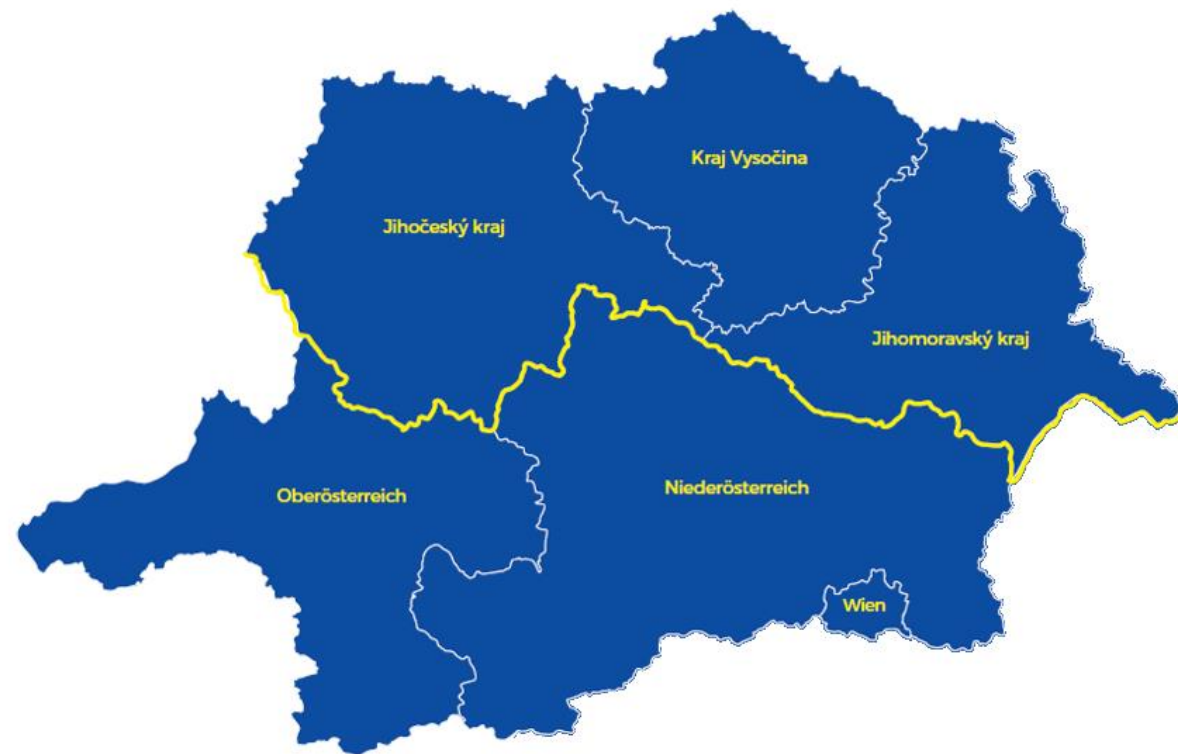 Kraj Vysočina
Jihočeský kraj
Jihomoravský kraj
Oberösterreich
Niederösterreich
Wien